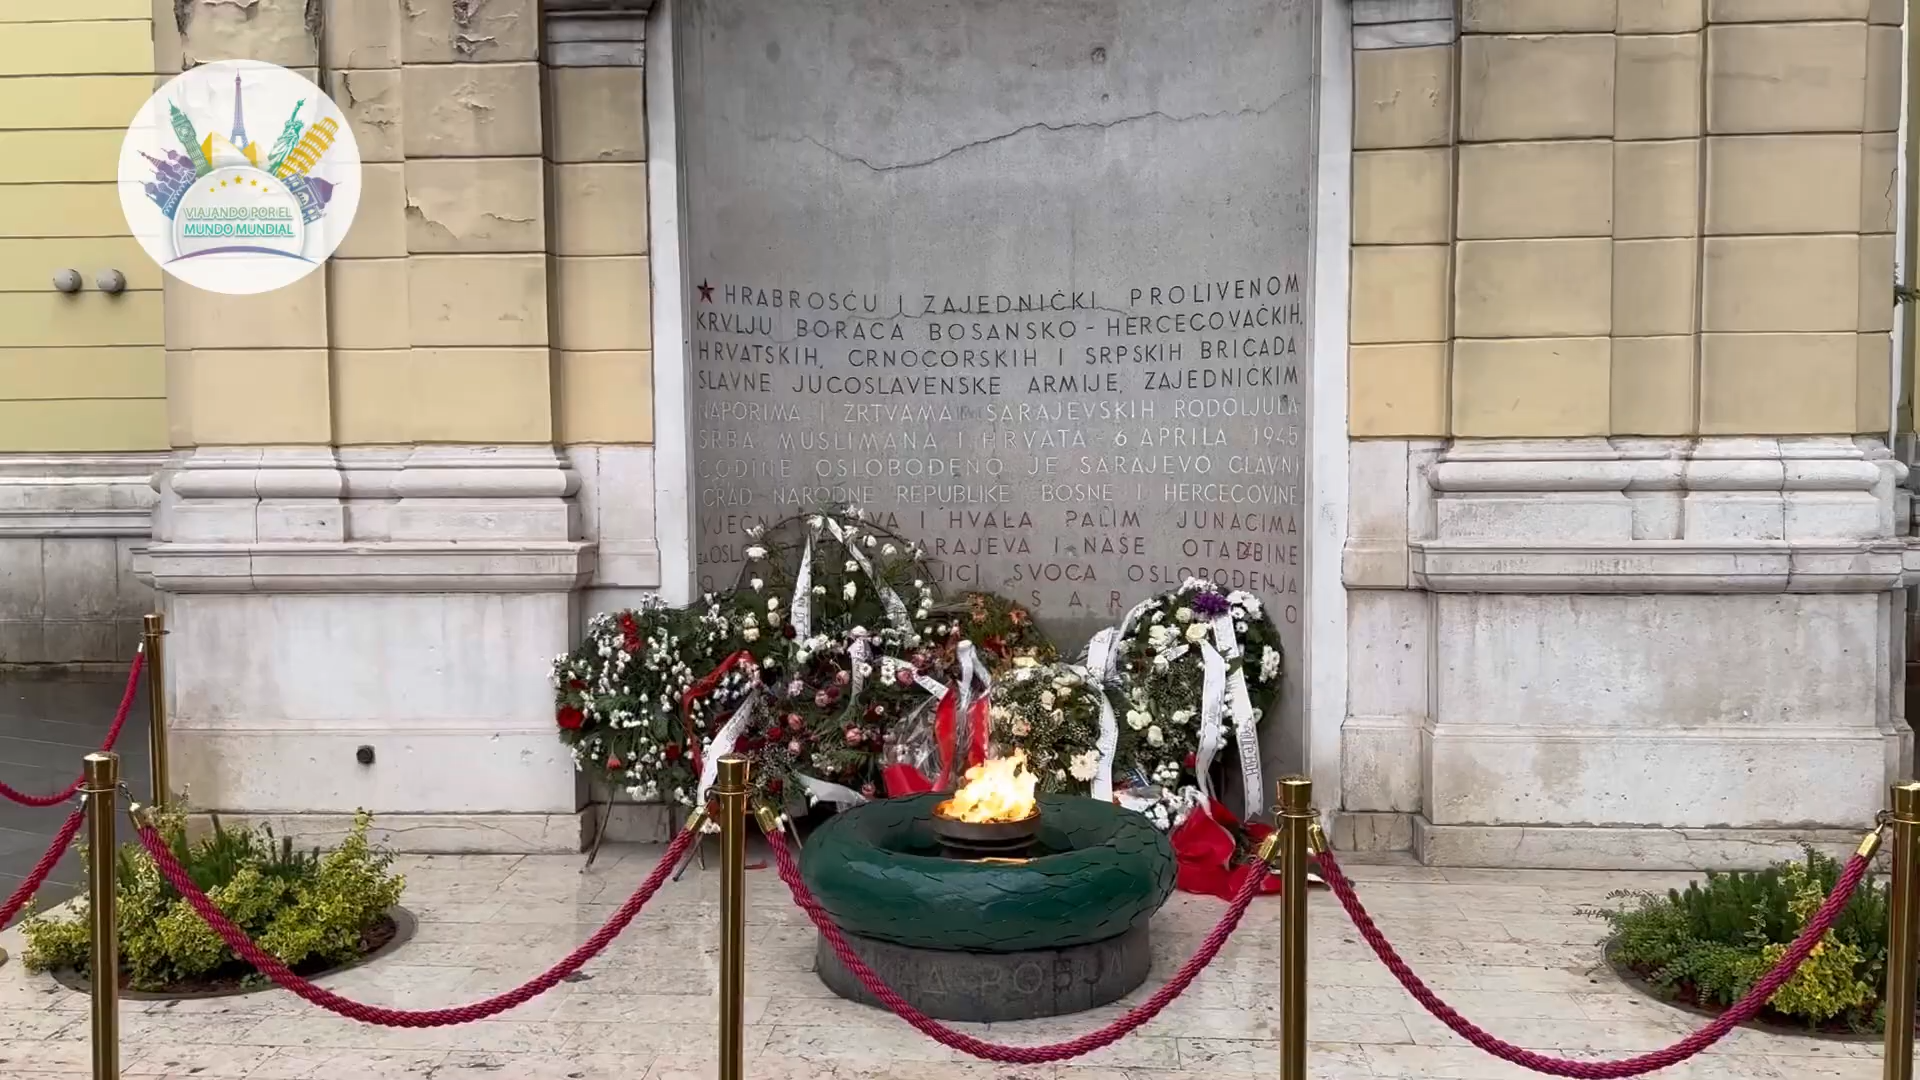 VIAJANDO POR EL
MUNDO MUNDIAL
★ HRABROŠĆU I ZAJEDNIČKI PROLIVENOM
KRVLJU BORACA BOSANSKO-HERCEGOVAČKIH,
HRVATSKIH, CRNOGORSKIH I SRPSKIH BRIGADA
SLAVNE JUGOSLAVENSKE ARMIJE, ZAJEDNIČKIM
NAPORIMA I ŽRTVAMA SARAJEVSKIH RODOLJUBA
SRBA, MUSLIMANA I HRVATA 6 APRILA 1945
GODINE OSLOBOĐENO JE SARAJEVO GLAVNI
GRAD NARODNE REPUBLIKE BOSNE I HERCEGOVINE
VJEČNA I HVALA PALIM JUNACIMA
SARAJEVA I NAŠE OTADŽBINE
SVOGA OSLOBOĐENJA